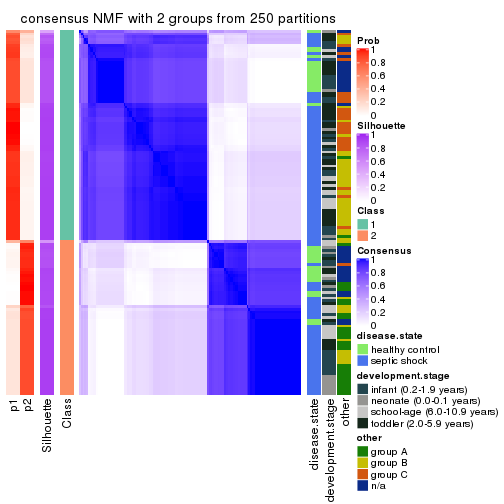 consensus NMF with 2 groups from 250 partitions
p1
p2
Silhouette
Class
disease.state
development.stage
other
Prob
1
0.8
0.6
0.4
0.2
0
Silhouette
1
0.8
0.6
0.4
0.2
0
Class
1
2
Consensus
1
0.8
0.6
0.4
0.2
0
disease.state
healthy control
septic shock
development.stage
infant (0.2-1.9 years)
neonate (0.0-0.1 years)
school-age (6.0-10.9 years)
toddler (2.0-5.9 years)
other
group A
group B
group C
n/a